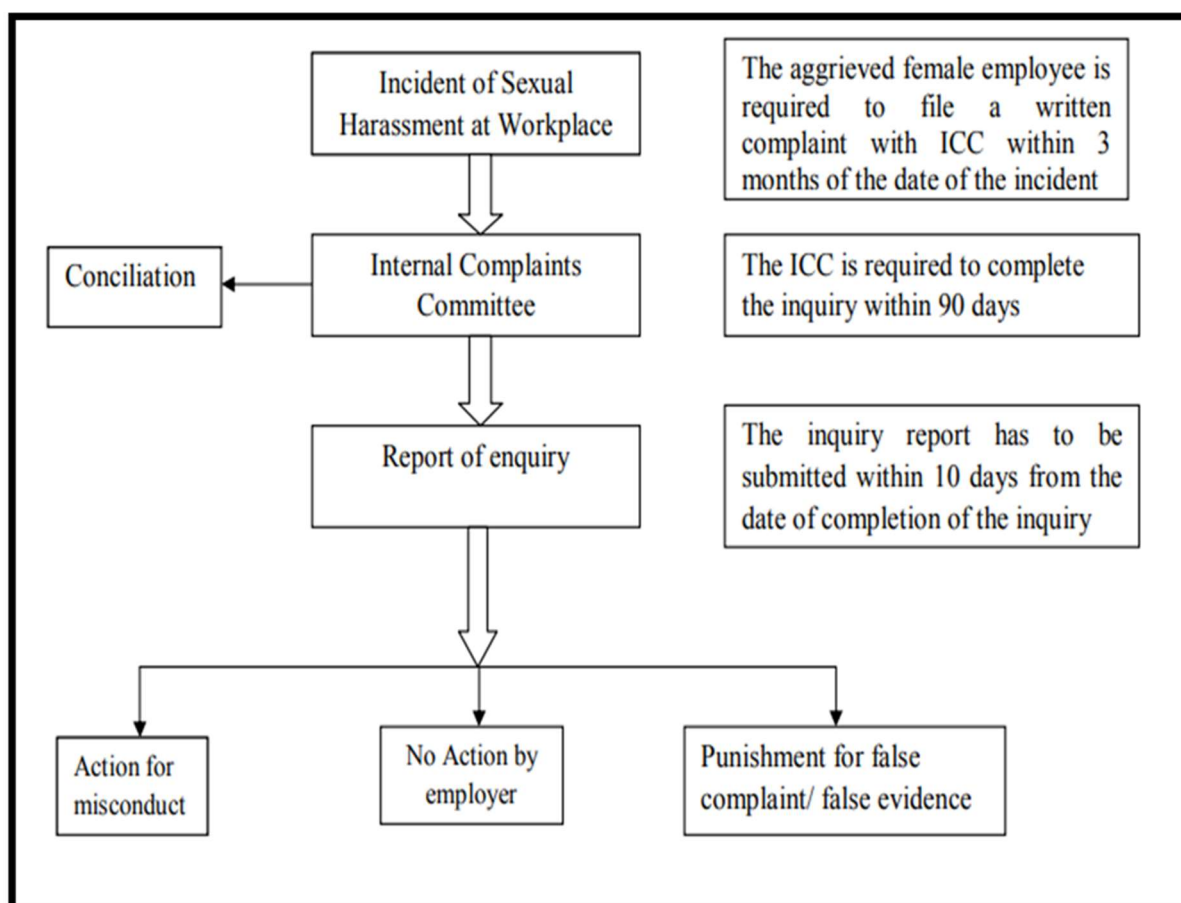 Incident of Sexual
Harassment at Workplace
The aggrieved female employee is
required to file a written
complaint with ICC within 3
months of the date of the incident
Conciliation
Internal Complaints
Committee
The ICC is required to complete
the inquiry within 90 days
Report of enquiry
The inquiry report has to be
submitted within 10 days from the
date of completion of the inquiry
Action for
misconduct
No Action by
employer
Punishment for false
complaint/ false evidence